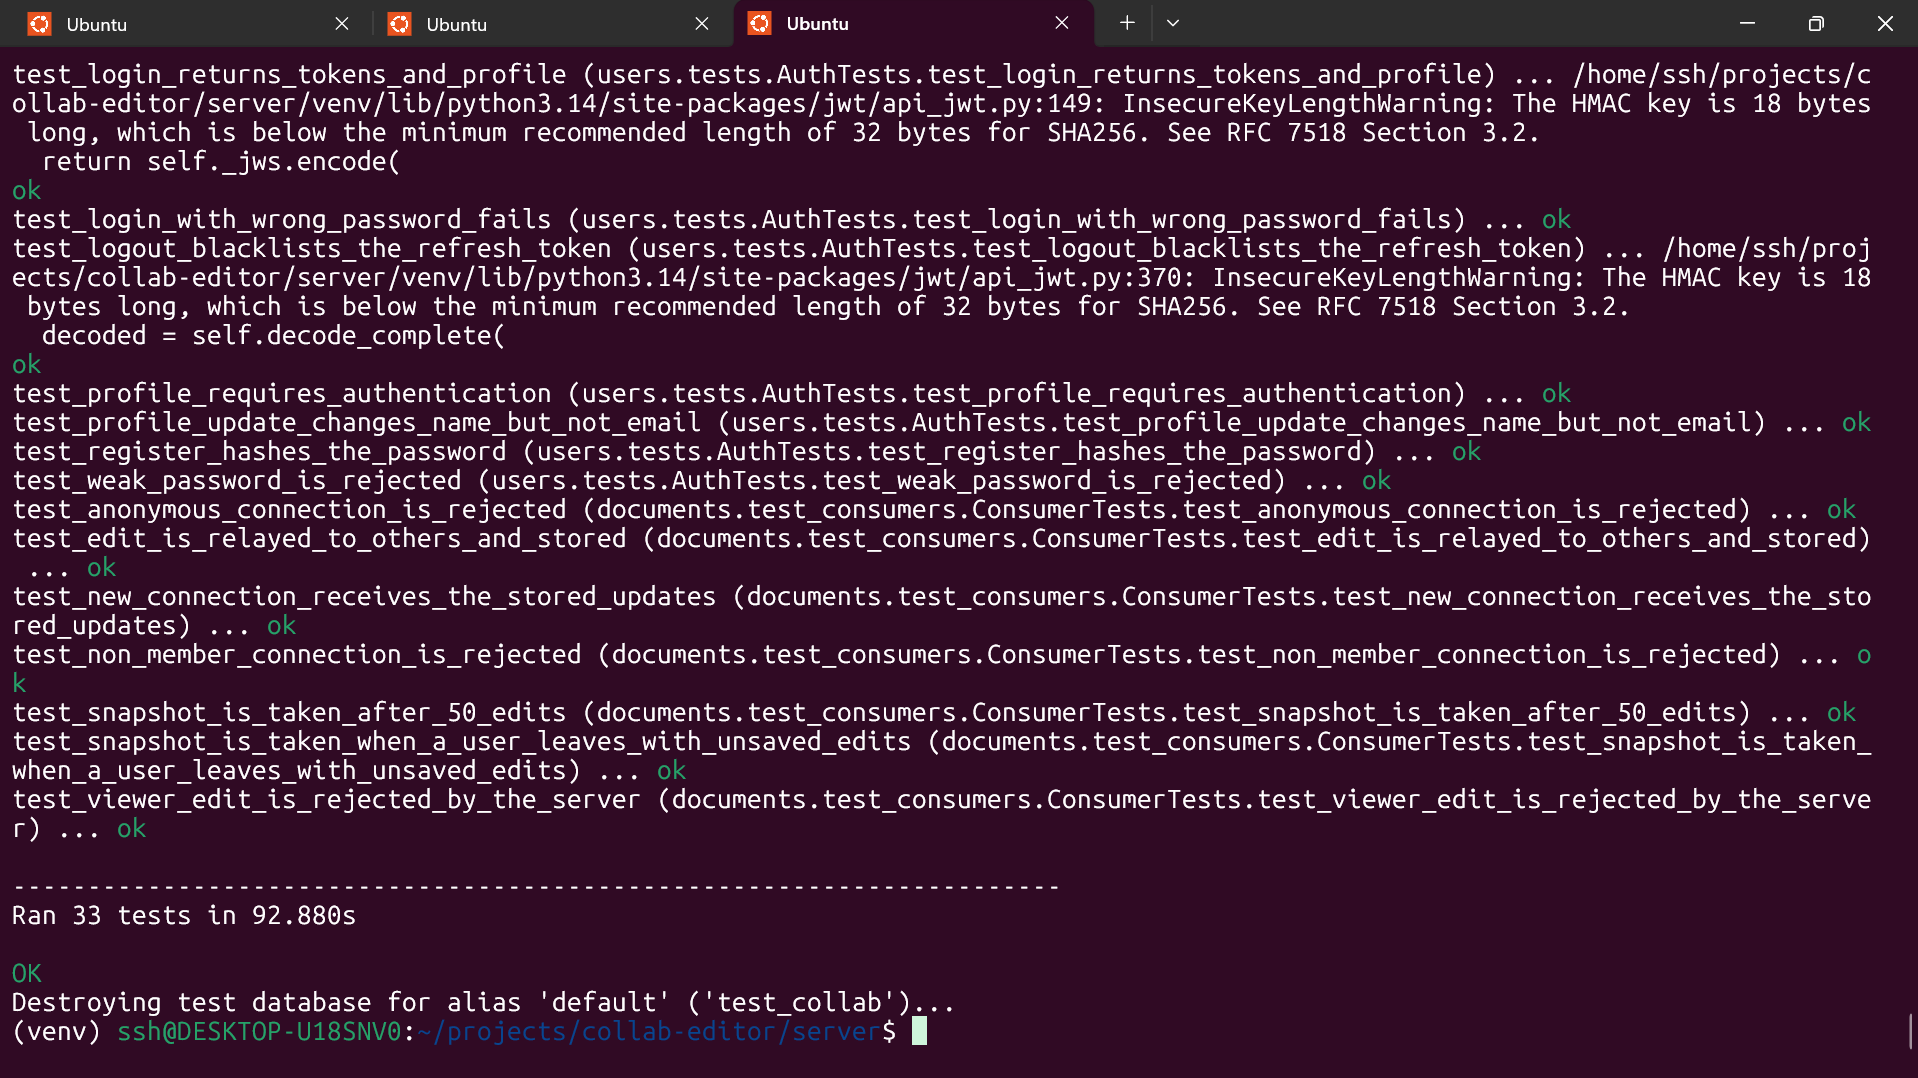 Ubuntu
Ubuntu
Ubuntu
test_login_returns_tokens_and_profile (users.tests.AuthTests.test_login_returns_tokens_and_profile) ... /home/ssh/projects/c
ollab-editor/server/venv/lib/python3.14/site-packages/jwt/api_jwt.py:149: InsecureKeyLengthWarning: The HMAC key is 18 bytes
 long, which is below the minimum recommended length of 32 bytes for SHA256. See RFC 7518 Section 3.2.
  return self._jws.encode(
ok
test_login_with_wrong_password_fails (users.tests.AuthTests.test_login_with_wrong_password_fails) ... ok
test_logout_blacklists_the_refresh_token (users.tests.AuthTests.test_logout_blacklists_the_refresh_token) ... /home/ssh/proj
ects/collab-editor/server/venv/lib/python3.14/site-packages/jwt/api_jwt.py:370: InsecureKeyLengthWarning: The HMAC key is 18
 bytes long, which is below the minimum recommended length of 32 bytes for SHA256. See RFC 7518 Section 3.2.
  decoded = self.decode_complete(
ok
test_profile_requires_authentication (users.tests.AuthTests.test_profile_requires_authentication) ... ok
test_profile_update_changes_name_but_not_email (users.tests.AuthTests.test_profile_update_changes_name_but_not_email) ... ok
test_register_hashes_the_password (users.tests.AuthTests.test_register_hashes_the_password) ... ok
test_weak_password_is_rejected (users.tests.AuthTests.test_weak_password_is_rejected) ... ok
test_anonymous_connection_is_rejected (documents.test_consumers.ConsumerTests.test_anonymous_connection_is_rejected) ... ok
test_edit_is_relayed_to_others_and_stored (documents.test_consumers.ConsumerTests.test_edit_is_relayed_to_others_and_stored)
 ... ok
test_new_connection_receives_the_stored_updates (documents.test_consumers.ConsumerTests.test_new_connection_receives_the_sto
red_updates) ... ok
test_non_member_connection_is_rejected (documents.test_consumers.ConsumerTests.test_non_member_connection_is_rejected) ... o
k
test_snapshot_is_taken_after_50_edits (documents.test_consumers.ConsumerTests.test_snapshot_is_taken_after_50_edits) ... ok
test_snapshot_is_taken_when_a_user_leaves_with_unsaved_edits (documents.test_consumers.ConsumerTests.test_snapshot_is_taken_
when_a_user_leaves_with_unsaved_edits) ... ok
test_viewer_edit_is_rejected_by_the_server (documents.test_consumers.ConsumerTests.test_viewer_edit_is_rejected_by_the_serve
r) ... ok
----------------------------------------------------------------------
Ran 33 tests in 92.880s
OK
Destroying test database for alias 'default' ('test_collab')...
(venv) ssh@DESKTOP-U18SNV0:~/projects/collab-editor/server$